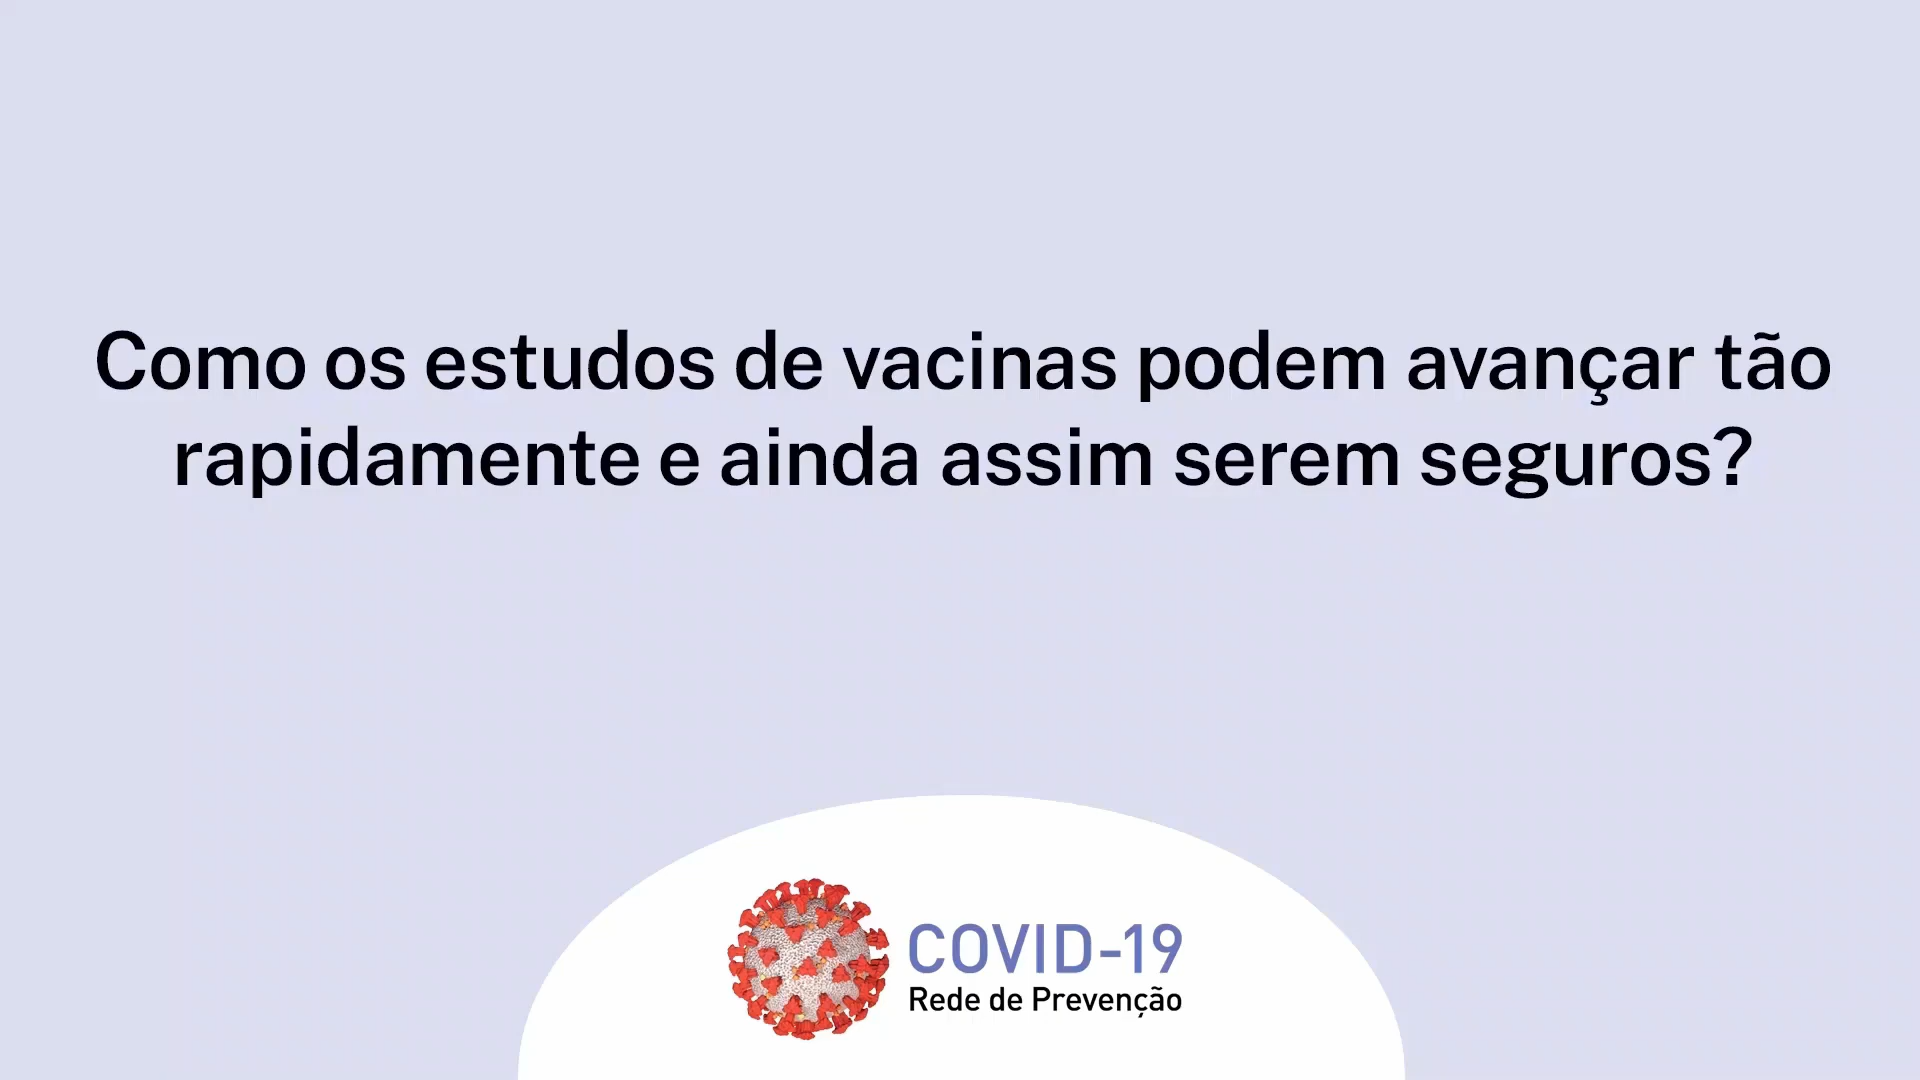 Como os estudos de vacinas podem avançar tão
rapidamente e ainda assim serem seguros?
COVID-19
Rede de Prevenção